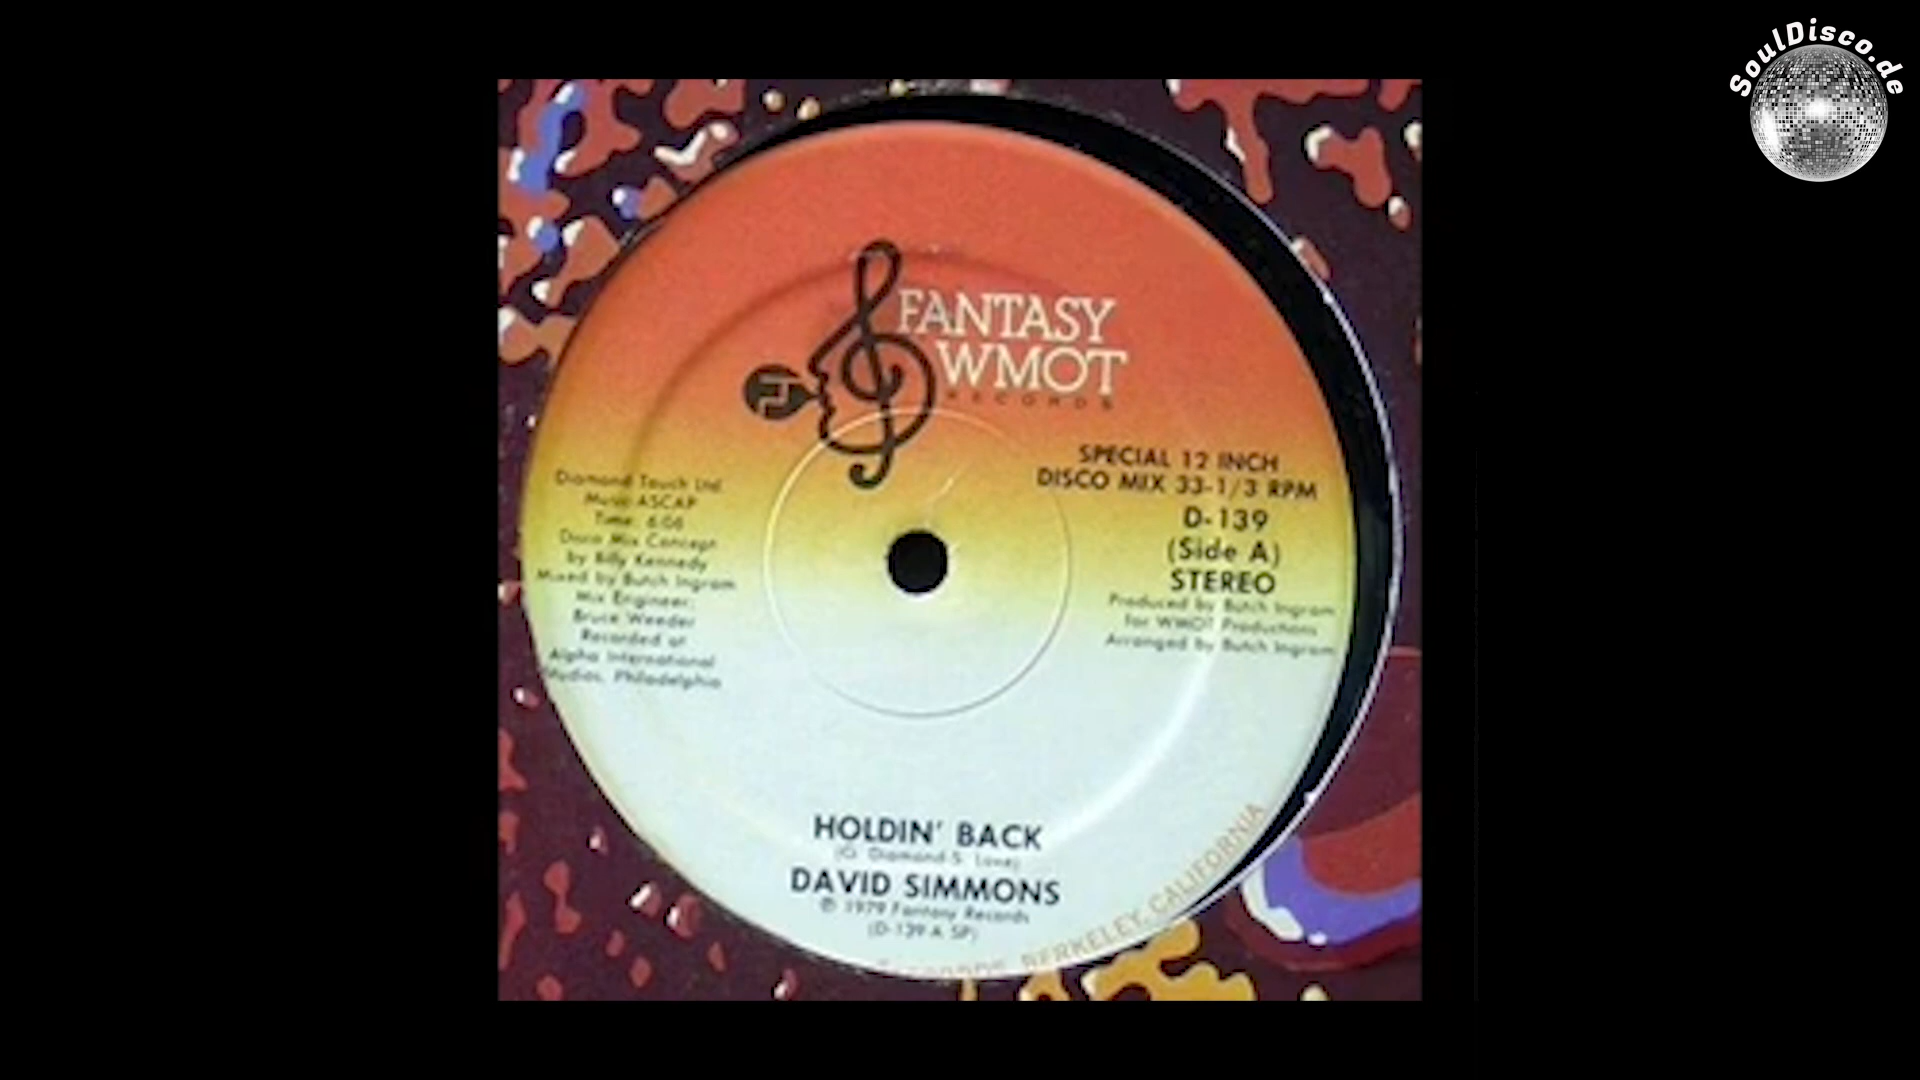 SoulDisco.de
FANTASY
WMOT
RECORDS
SPECIAL 12 INCH
DISCO MIX 33-1/3 RPM
D-139
(Side A)
STEREO
Produced by Butch Ingram
for WMOT Productions
Arranged by Butch Ingram
Diamond Touch Ltd.
Music-ASCAP
Time: 6:06
Disco Mix Concept
by Billy Kennedy
Mixed by Butch Ingram
Mix Engineer:
Bruce Weeder
Recorded at
Alpha International
Studios, Philadelphia
HOLDIN' BACK
(G. Diamond-S. Love)
DAVID SIMMONS
℗ 1979 Fantasy Records
(D-139-A SP)
BERKELEY, CALIFORNIA